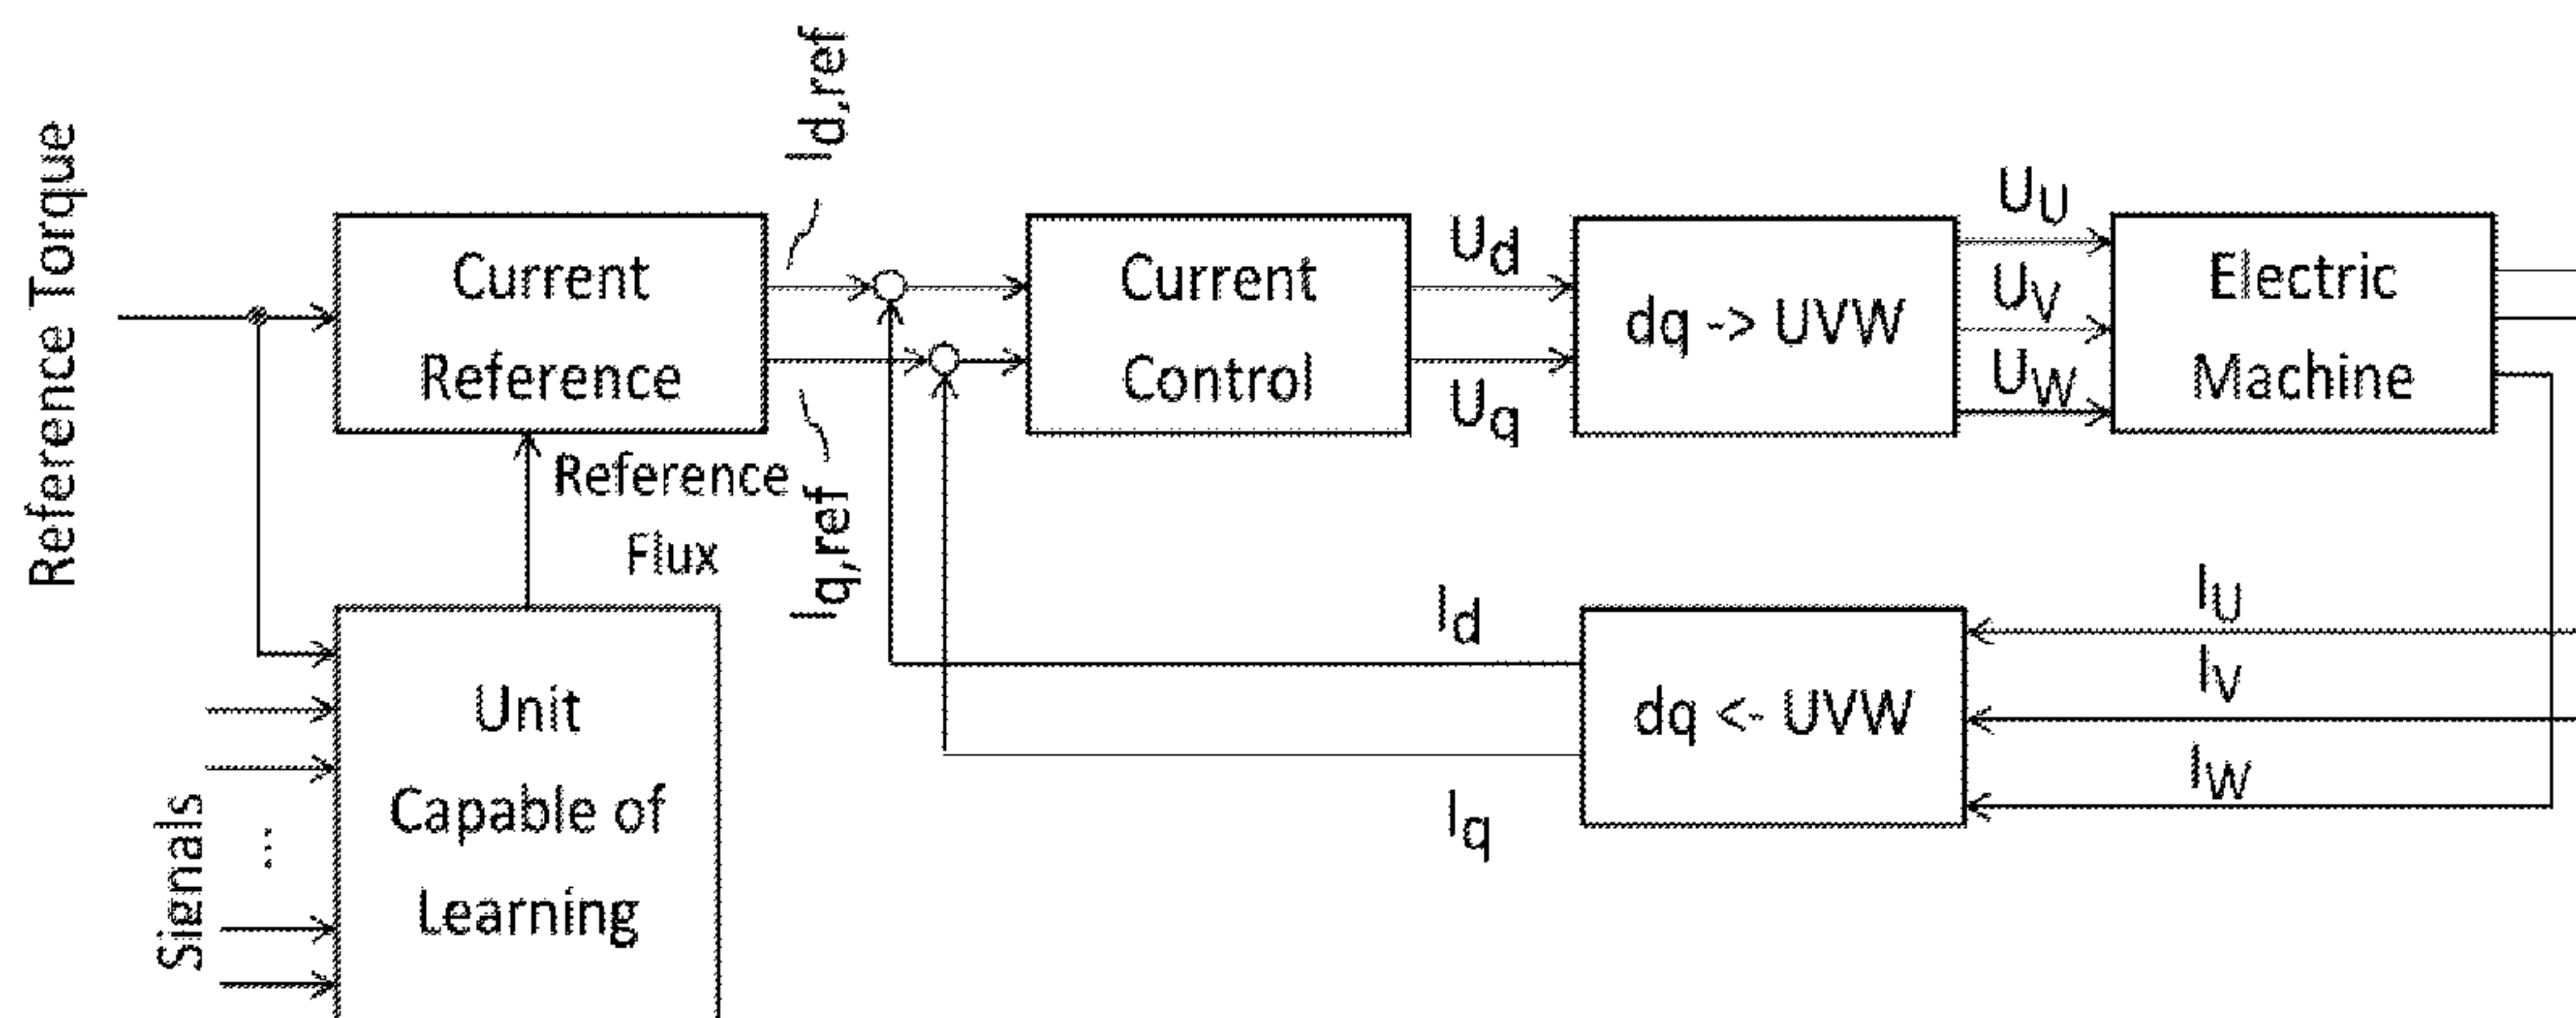 Reference Torque
Current
Reference
Id,ref
Iq,ref
Reference
Flux
Current
Control
Ud
Uq
dq -> UVW
UU
UV
UW
Electric
Machine
Unit
Capable of
Learning
Signals
...
Id
Iq
dq <- UVW
IU
IV
IW